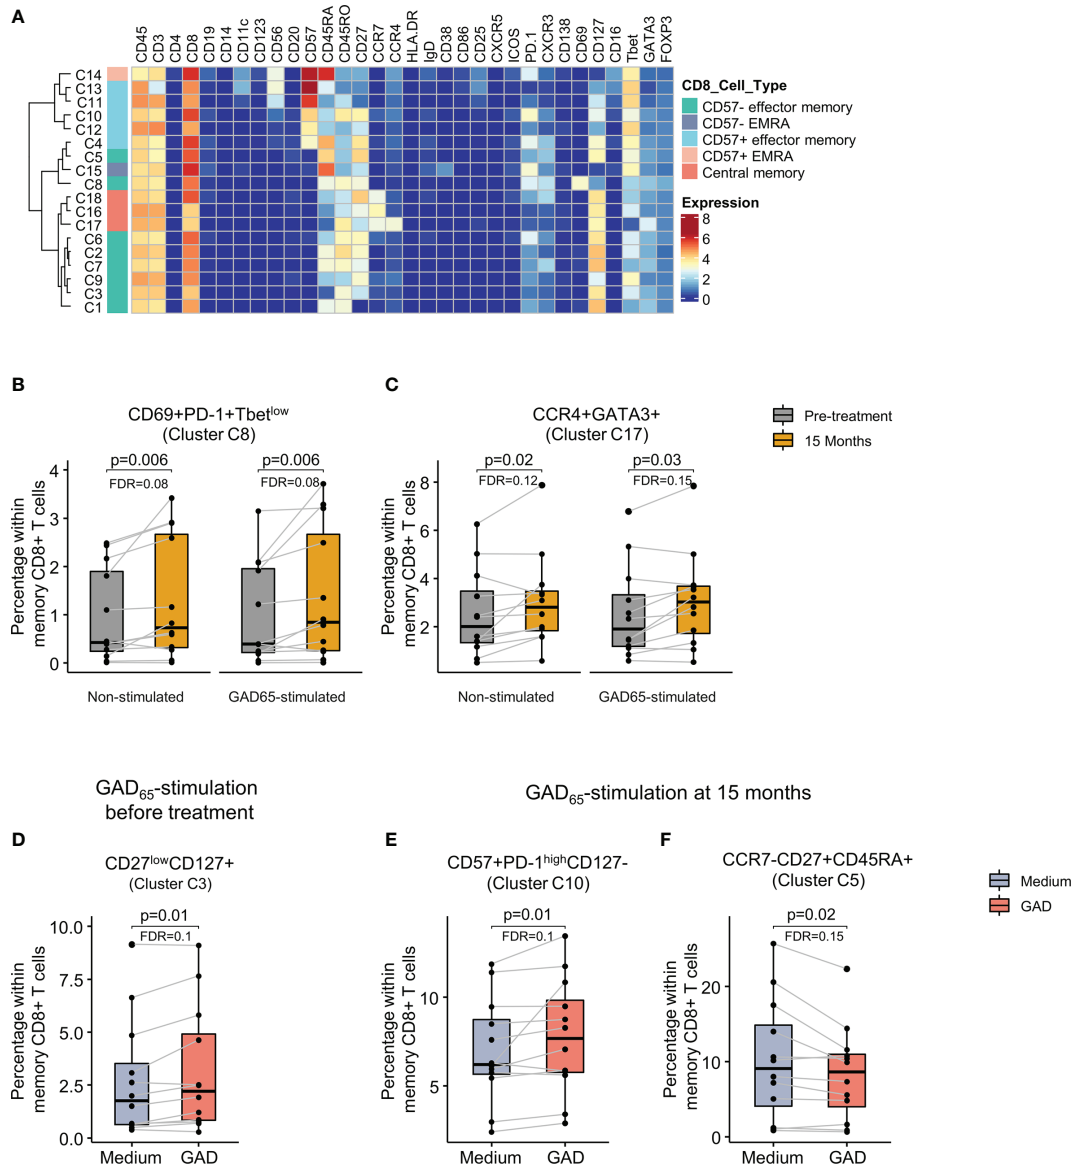 A
CD45 CD3 CD4 CD8 CD19 CD14 CD11c CD123 CD56 CD20 CD57 CD45RA CD45RO CD27 CCR7 CCR4 HLA.DR IgD CD38 CD86 CD25 CXCR5 ICOS PD.1 CXCR3 CD138 CD69 CD127 CD16 Tbet GATA3 FOXP3
C14
C13
C11
C10
C12
C4
C5
C15
C8
C18
C16
C17
C6
C2
C7
C9
C3
C1
CD8_Cell_Type
CD57- effector memory
CD57- EMRA
CD57+ effector memory
CD57+ EMRA
Central memory
Expression
8
6
4
2
0
B
CD69+PD-1+Tbetlow
(Cluster C8)
p=0.006
FDR=0.08
p=0.006
FDR=0.08
Percentage within
memory CD8+ T cells
4
3
2
1
0
Non-stimulated
GAD65-stimulated
C
CCR4+GATA3+
(Cluster C17)
p=0.02
FDR=0.12
p=0.03
FDR=0.15
Percentage within
memory CD8+ T cells
8
6
4
2
Non-stimulated
GAD65-stimulated
Pre-treatment
15 Months
GAD65-stimulation
before treatment
GAD65-stimulation at 15 months
D
CD27lowCD127+
(Cluster C3)
p=0.01
FDR=0.1
Percentage within
memory CD8+ T cells
10.0
7.5
5.0
2.5
0.0
Medium
GAD
E
CD57+PD-1highCD127-
(Cluster C10)
p=0.01
FDR=0.1
Percentage within
memory CD8+ T cells
10
5
Medium
GAD
F
CCR7-CD27+CD45RA+
(Cluster C5)
p=0.02
FDR=0.15
Percentage within
memory CD8+ T cells
20
10
0
Medium
GAD
Medium
GAD